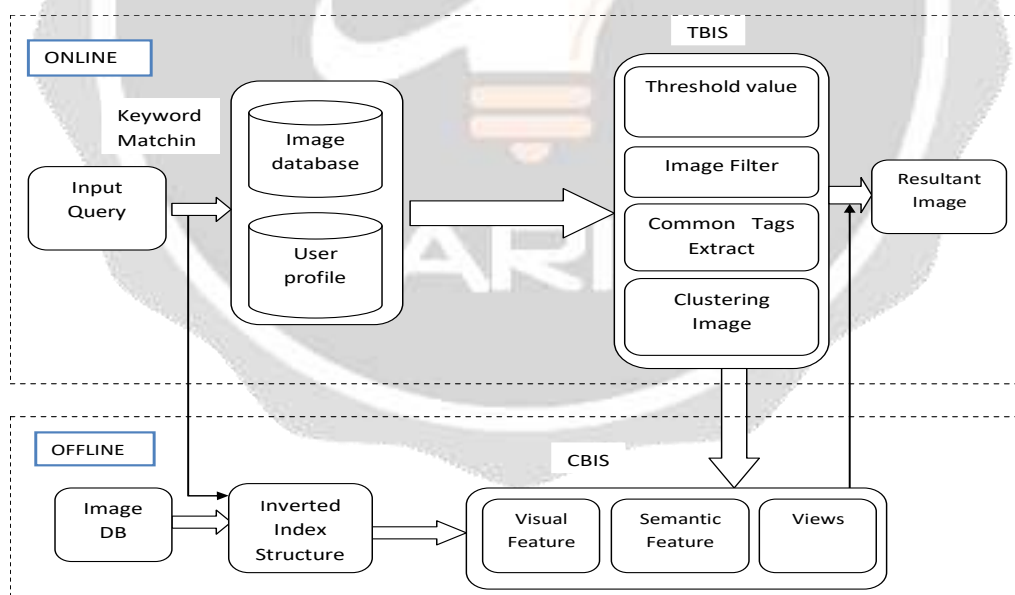 ONLINE
TBIS
Keyword
Matchin
Image
database
User
profile
Input
Query
Threshold value
Image Filter
Common Tags
Extract
Clustering
Image
Resultant
Image
OFFLINE
CBIS
Image
DB
Inverted
Index
Structure
Visual
Feature
Semantic
Feature
Views